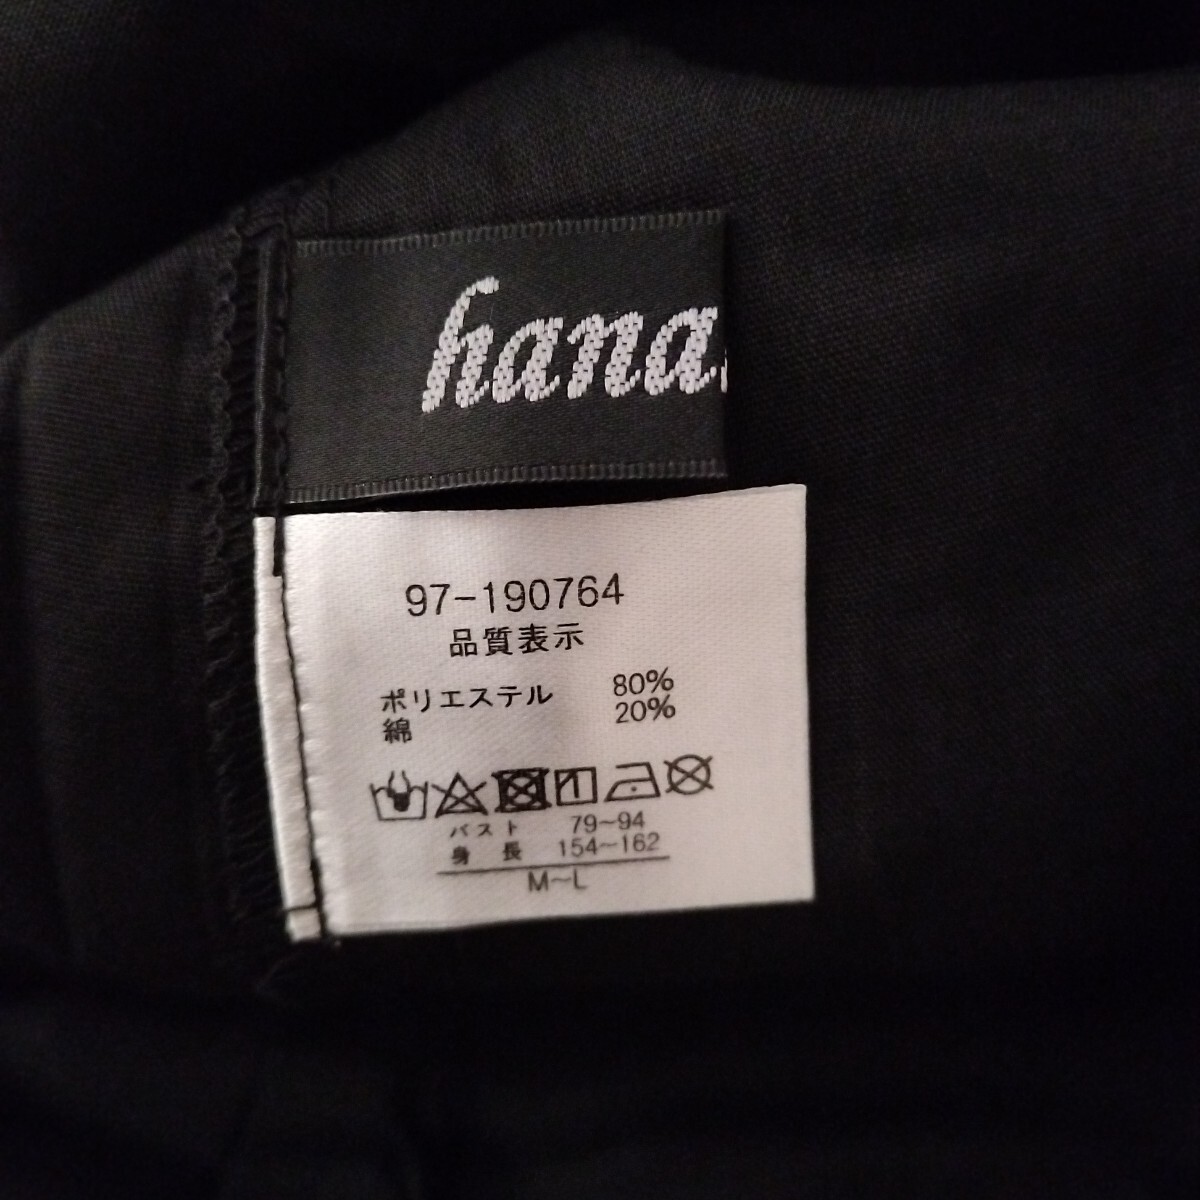 hana
97-190764
品質表示
ポリエステル 80%
綿 20%
バスト 79~94
身長 154~162
M~L